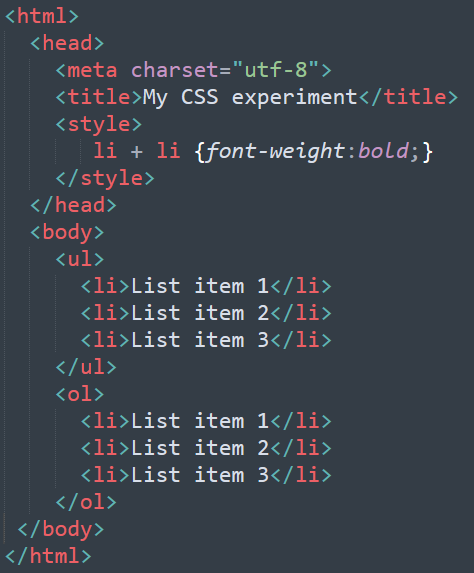 <html>
  <head>
    <meta charset="utf-8">
    <title>My CSS experiment</title>
    <style>
       li + li {font-weight:bold;}
    </style>
  </head>
  <body>
    <ul>
      <li>List item 1</li>
      <li>List item 2</li>
      <li>List item 3</li>
    </ul>
    <ol>
      <li>List item 1</li>
      <li>List item 2</li>
      <li>List item 3</li>
    </ol>
 </body>
</html>